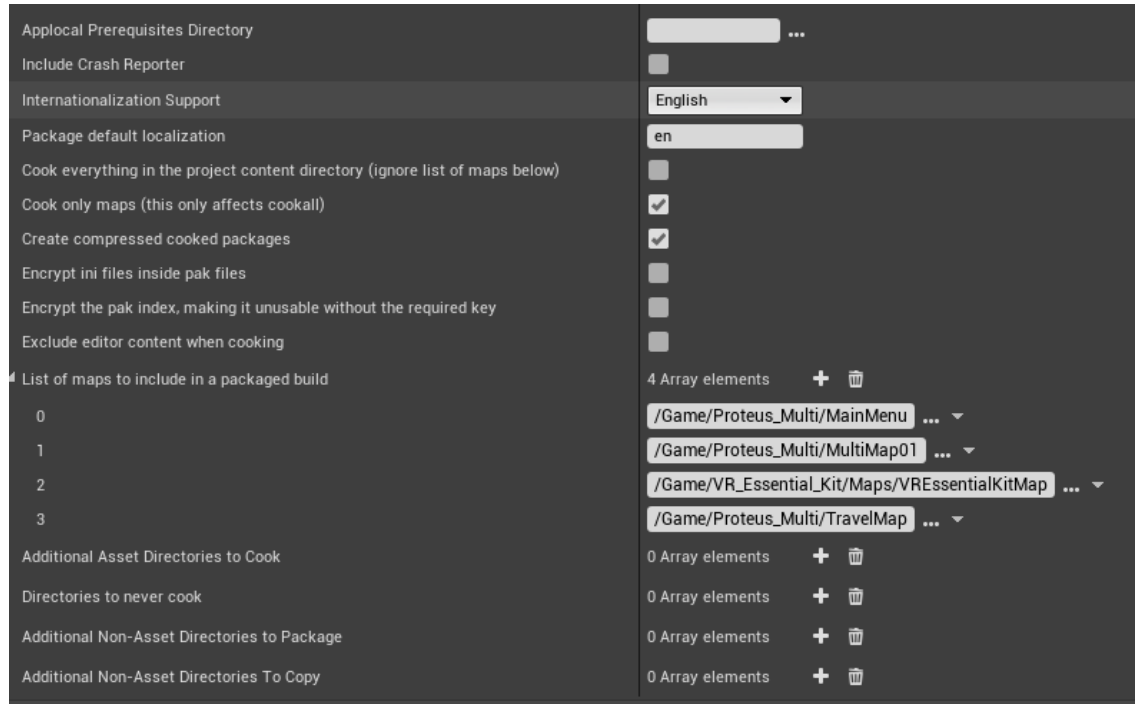 Applocal Prerequisites Directory ...
Include Crash Reporter
Internationalization Support English
Package default localization en
Cook everything in the project content directory (ignore list of maps below)
Cook only maps (this only affects cookall)
Create compressed cooked packages
Encrypt ini files inside pak files
Encrypt the pak index, making it unusable without the required key
Exclude editor content when cooking
List of maps to include in a packaged build 4 Array elements
0 /Game/Proteus_Multi/MainMenu ...
1 /Game/Proteus_Multi/MultiMap01 ...
2 /Game/VR_Essential_Kit/Maps/VREssentialKitMap ...
3 /Game/Proteus_Multi/TravelMap ...
Additional Asset Directories to Cook 0 Array elements
Directories to never cook 0 Array elements
Additional Non-Asset Directories to Package 0 Array elements
Additional Non-Asset Directories To Copy 0 Array elements